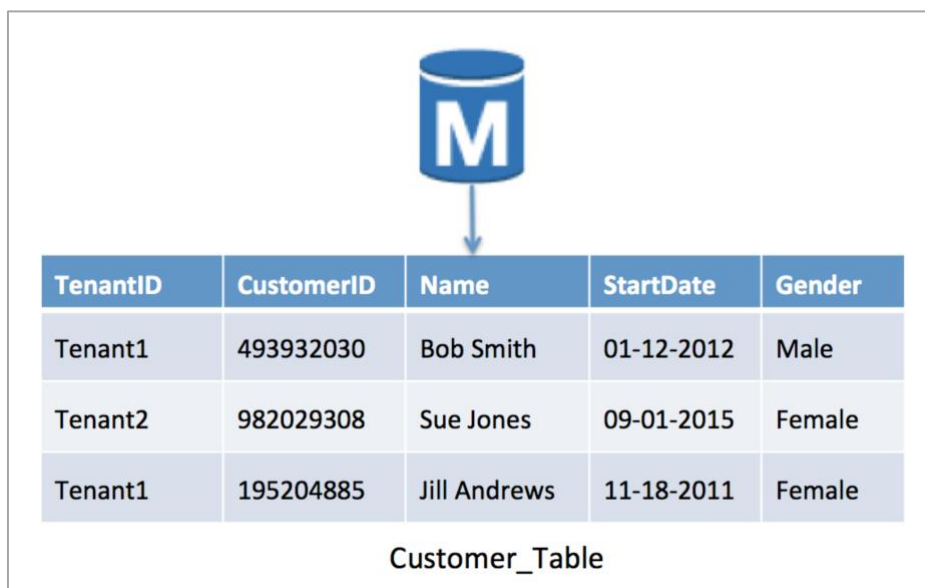 M
TenantID CustomerID Name StartDate Gender
Tenant1 493932030 Bob Smith 01-12-2012 Male
Tenant2 982029308 Sue Jones 09-01-2015 Female
Tenant1 195204885 Jill Andrews 11-18-2011 Female
Customer_Table